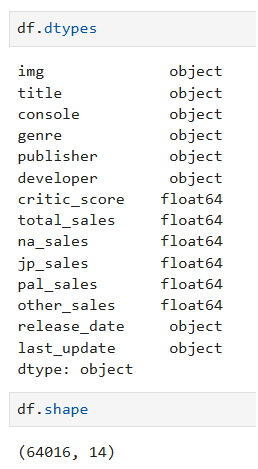 df.dtypes
img object
title object
console object
genre object
publisher object
developer object
critic_score float64
total_sales float64
na_sales float64
jp_sales float64
pal_sales float64
other_sales float64
release_date object
last_update object
dtype: object
df.shape
(64016, 14)